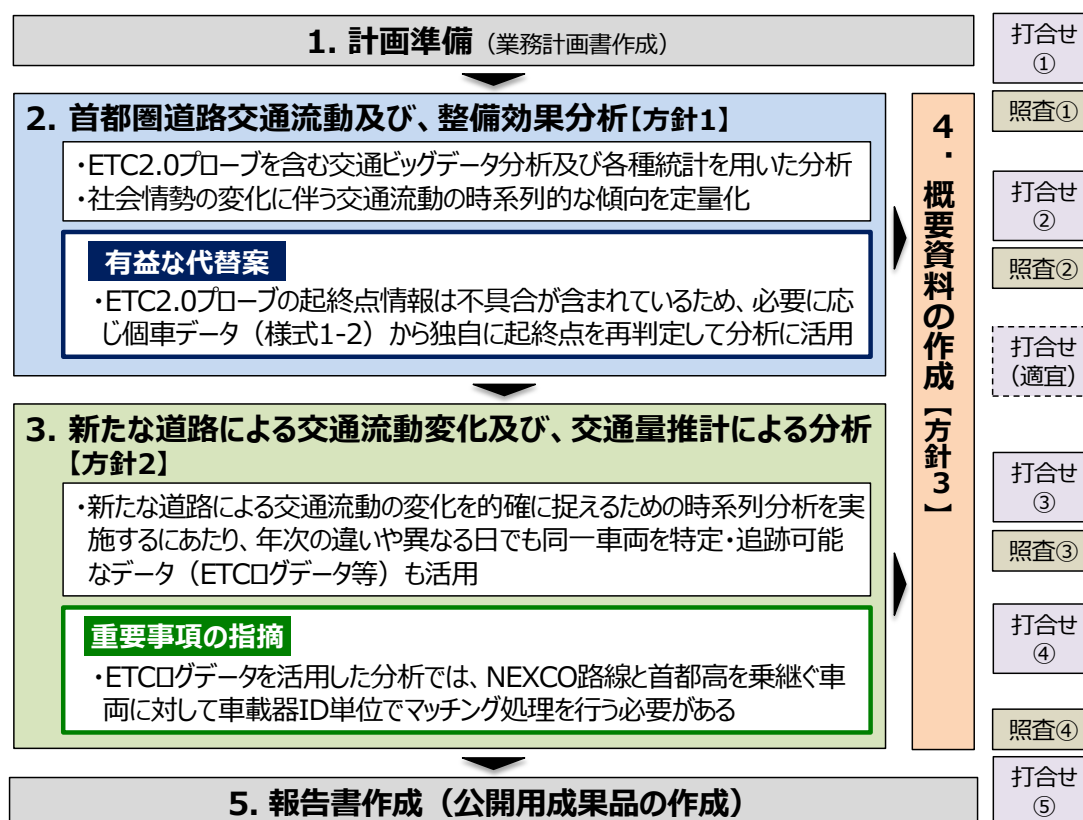 1. 計画準備（業務計画書作成）
2. 首都圏道路交通流動及び、整備効果分析【方針1】
・ETC2.0プローブを含む交通ビッグデータ分析及び各種統計を用いた分析
・社会情勢の変化に伴う交通流動の時系列的な傾向を定量化
有益な代替案
・ETC2.0プローブの起終点情報は不具合が含まれているため、必要に応
じ個車データ（様式1-2）から独自に起終点を再判定して分析に活用
3. 新たな道路による交通流動変化及び、交通量推計による分析
【方針2】
・新たな道路による交通流動の変化を的確に捉えるための時系列分析を実
施するにあたり、年次の違いや異なる日でも同一車両を特定・追跡可能
なデータ（ETCログデータ等）も活用
重要事項の指摘
・ETCログデータを活用した分析では、NEXCO路線と首都高を乗継ぐ車
両に対して車載器ID単位でマッチング処理を行う必要がある
4．概要資料の作成【方針3】
5. 報告書作成（公開用成果品の作成）
打合せ
①
照査①
打合せ
②
照査②
打合せ
（適宜）
打合せ
③
照査③
打合せ
④
照査④
打合せ
⑤